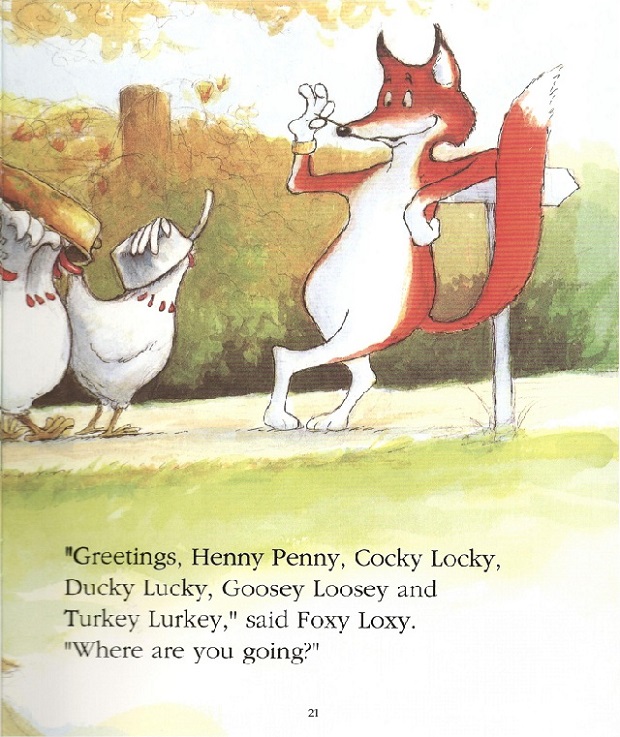 "Greetings, Henny Penny, Cocky Locky,
Ducky Lucky, Goosey Loosey and
Turkey Lurkey," said Foxy Loxy.
"Where are you going?"
21